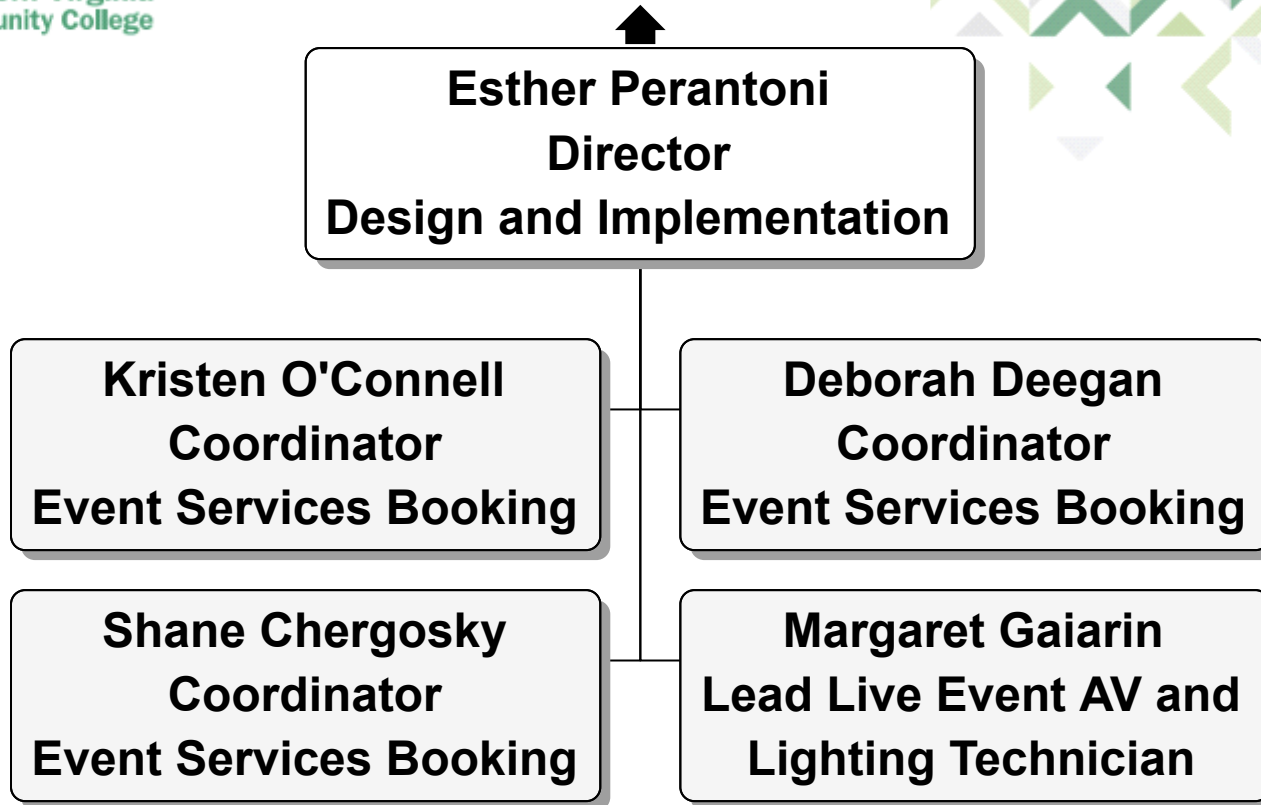 unity College
Esther Perantoni
Director
Design and Implementation
Kristen O'Connell
Coordinator
Event Services Booking
Deborah Deegan
Coordinator
Event Services Booking
Shane Chergosky
Coordinator
Event Services Booking
Margaret Gaiarin
Lead Live Event AV and
Lighting Technician